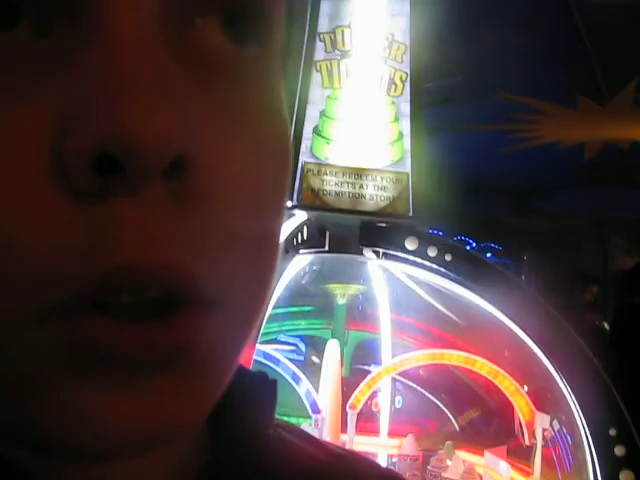 TOWER
TICKETS
PLEASE REDEEM YOUR
TICKETS AT THE
REDEMPTION STORE